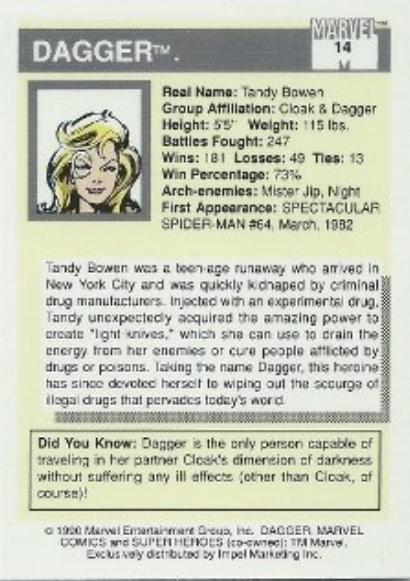 MARVEL™
DAGGER™.
14
M
Real Name: Tandy Bowen
Group Affiliation: Cloak & Dagger
Height: 5'5" Weight: 115 lbs.
Battles Fought: 247
Wins: 181 Losses: 49 Ties: 13
Win Percentage: 73%
Arch-enemies: Mister Jip, Night
First Appearance: SPECTACULAR
SPIDER-MAN #64, March, 1982
Tandy Bowen was a teen-age runaway who arrived in
New York City and was quickly kidnaped by criminal
drug manufacturers. Injected with an experimental drug,
Tandy unexpectedly acquired the amazing power to
create "light-knives," which she can use to drain the
energy from her enemies or cure people afflicted by
drugs or poisons. Taking the name Dagger, this heroine
has since devoted herself to wiping out the scourge of
illegal drugs that pervades today's world.
Did You Know: Dagger is the only person capable of
traveling in her partner Cloak's dimension of darkness
without suffering any ill effects (other than Cloak, of
course)!
© 1990 Marvel Entertainment Group, Inc. DAGGER, MARVEL
COMICS and SUPER HEROES (co-owned): TM Marvel.
Exclusively distributed by Impel Marketing Inc.